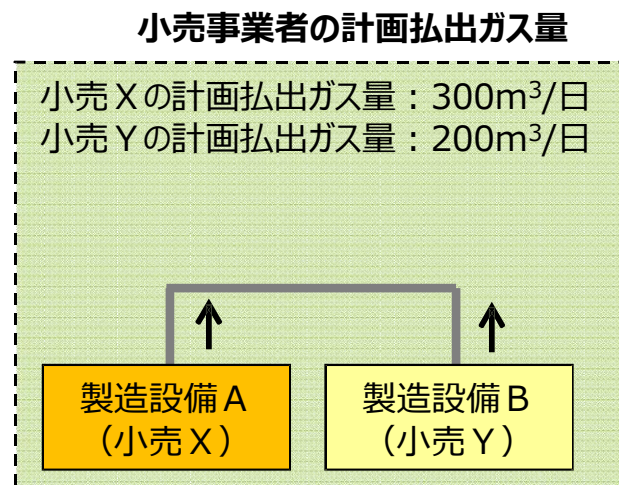 小売事業者の計画払出ガス量
小売Xの計画払出ガス量：300m³/日
小売Yの計画払出ガス量：200m³/日
製造設備A
（小売X）
製造設備B
（小売Y）